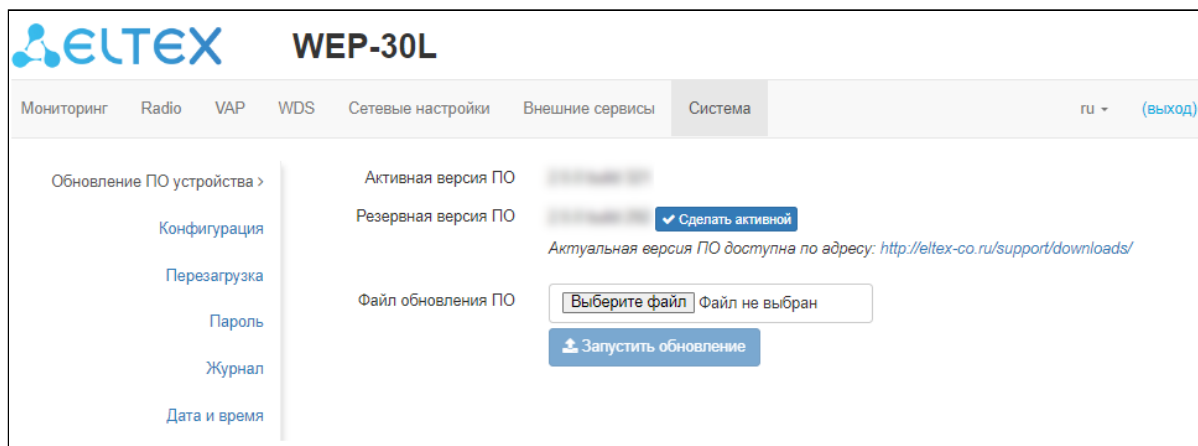 ELTEX WEP-30L
Мониторинг Radio VAP WDS Сетевые настройки Внешние сервисы Система ru (выход)
Обновление ПО устройства >
Конфигурация
Перезагрузка
Пароль
Журнал
Дата и время
Активная версия ПО
Резервная версия ПО Сделать активной
Актуальная версия ПО доступна по адресу: http://eltex-co.ru/support/downloads/
Файл обновления ПО Выберите файл Файл не выбран
Запустить обновление